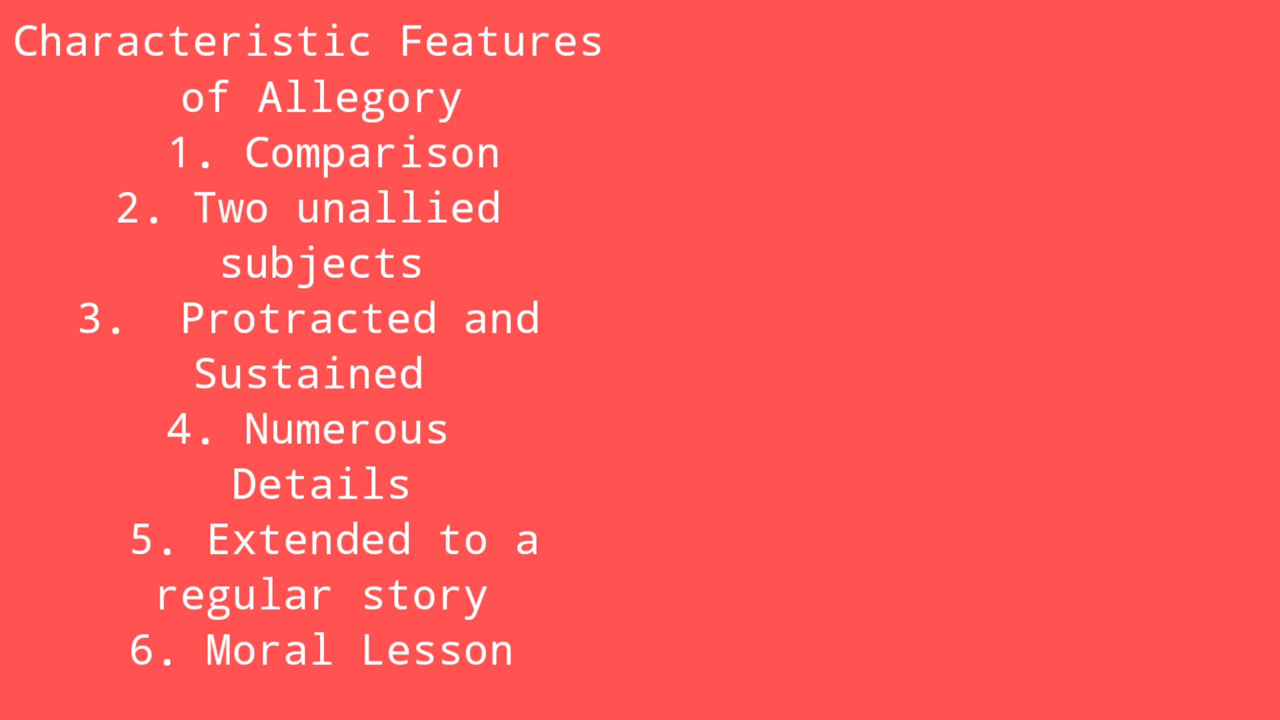 Characteristic Features
of Allegory
1. Comparison
2. Two unallied
subjects
3.  Protracted and
Sustained
4. Numerous
Details
5. Extended to a
regular story
6. Moral Lesson